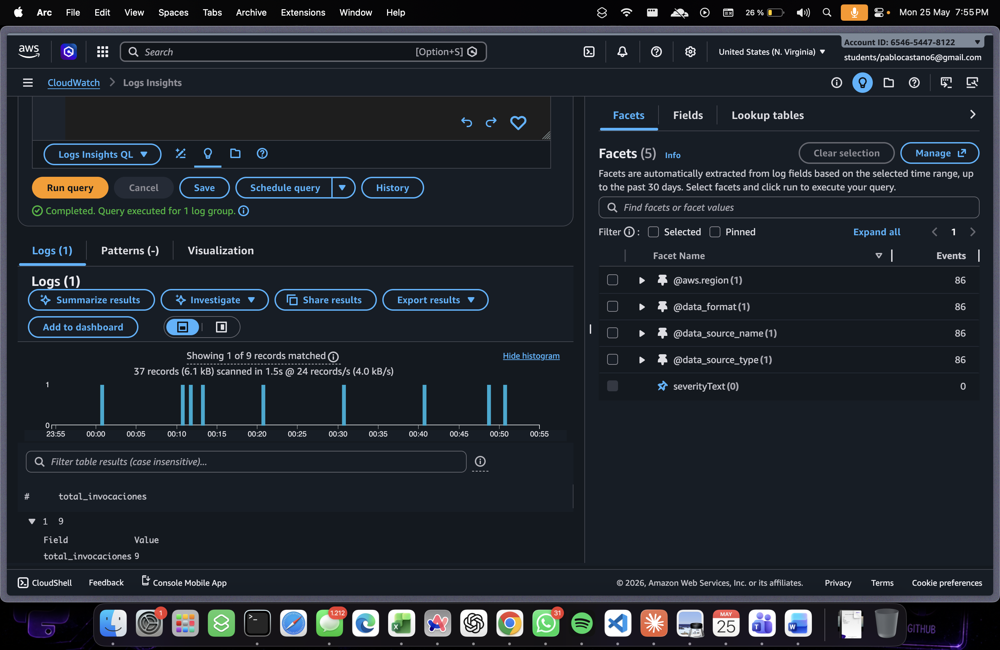 Arc File Edit View Spaces Tabs Archive Extensions Window Help 26 % Mon 25 May 7:55 PM
aws Search [Option+S] United States (N. Virginia) Account ID: 6546-5447-8122
students/pablocastano6@gmail.com
CloudWatch Logs Insights
Logs Insights QL
Run query Cancel Save Schedule query History
Completed. Query executed for 1 log group.
Logs (1) Patterns (-) Visualization
Logs (1)
Summarize results Investigate Share results Export results
Add to dashboard
Showing 1 of 9 records matched Hide histogram
37 records (6.1 kB) scanned in 1.5s @ 24 records/s (4.0 kB/s)
1
0
23:55 00:00 00:05 00:10 00:15 00:20 00:25 00:30 00:35 00:40 00:45 00:50 00:55
Filter table results (case insensitive)...
# total_invocaciones
1 9
Field Value
total_invocaciones 9
Facets Fields Lookup tables
Facets (5) Info Clear selection Manage
Facets are automatically extracted from log fields based on the selected time range, up
to the past 30 days. Select facets and click run to execute your query.
Find facets or facet values
Filter : Selected Pinned Expand all 1
Facet Name Events
@aws.region (1) 86
@data_format (1) 86
@data_source_name (1) 86
@data_source_type (1) 86
severityText (0) 0
CloudShell Feedback Console Mobile App © 2026, Amazon Web Services, Inc. or its affiliates. Privacy Terms Cookie preferences
1 1.212 31 MAY
25
GITHUB